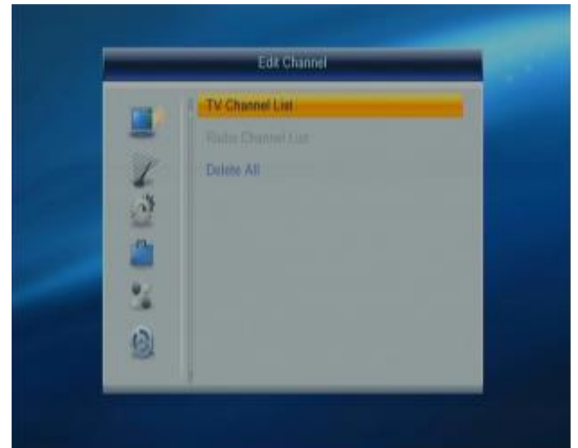 Edit Channel
TV Channel List
Radio Channel List
Delete All